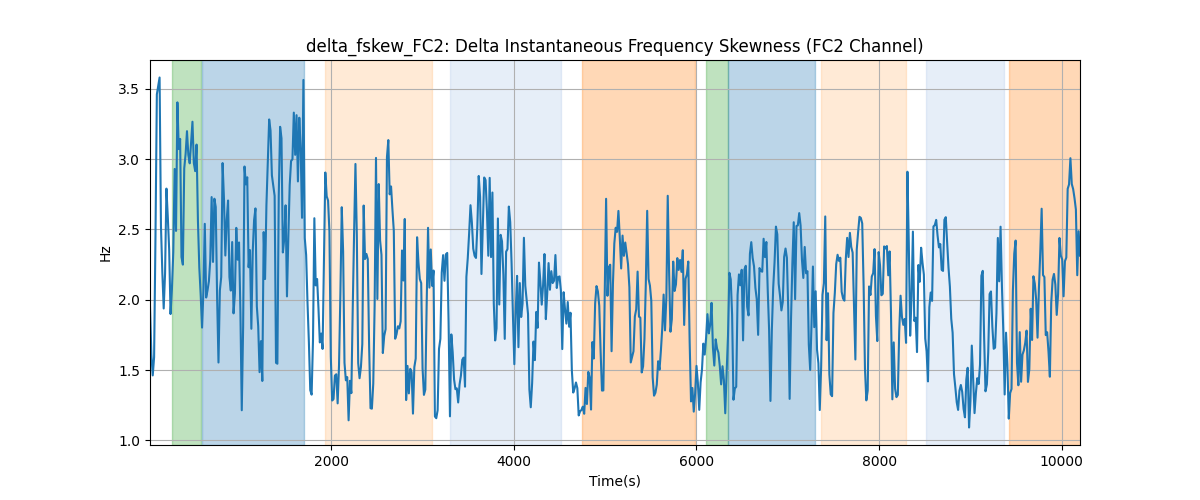 delta_fskew_FC2: Delta Instantaneous Frequency Skewness (FC2 Channel)
3.5
3.0
2.5
2.0
1.5
1.0
Hz
2000 4000 6000 8000 10000
Time(s)